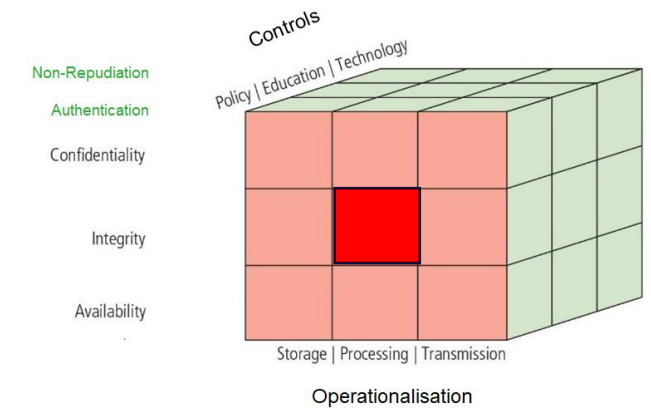 Controls
Policy | Education | Technology
Non-Repudiation
Authentication
Confidentiality
Integrity
Availability
Storage | Processing | Transmission
Operationalisation